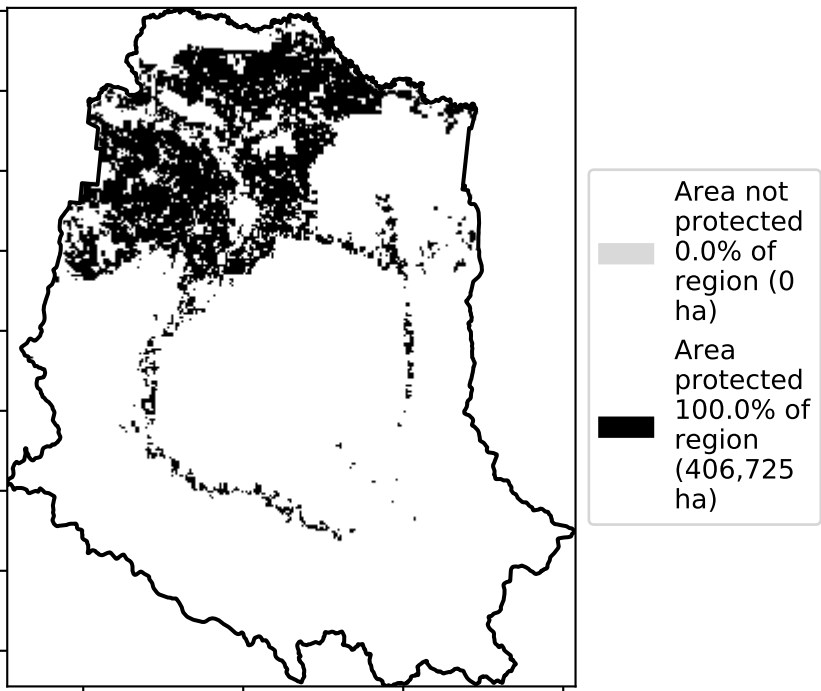 Area not
protected
0.0% of
region (0
ha)
Area
protected
100.0% of
region
(406,725
ha)